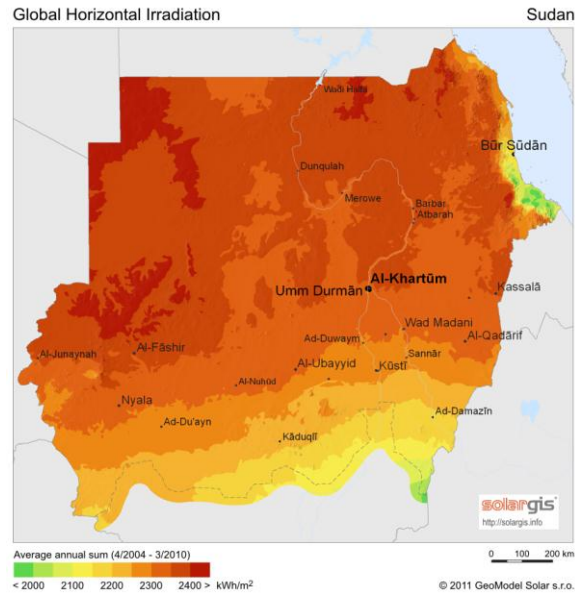 Global Horizontal Irradiation
Sudan
Wadi Halfa
Būr Sūdān
Dunqulah
Merowe
Barbar
Atbarah
Al-Khartūm
Umm Durmān
Kassalā
Wad Madani
Ad-Duwaym
Al-Qadārif
Al-Junaynah
Al-Fāshir
Al-Ubayyid
Sannār
Kūstī
Al-Nuhūd
Nyala
Ad-Damazīn
Ad-Du'ayn
Kāduqlī
solargis
http://solargis.info
Average annual sum (4/2004 - 3/2010)
0 100 200 km
< 2000 2100 2200 2300 2400 > kWh/m²
© 2011 GeoModel Solar s.r.o.